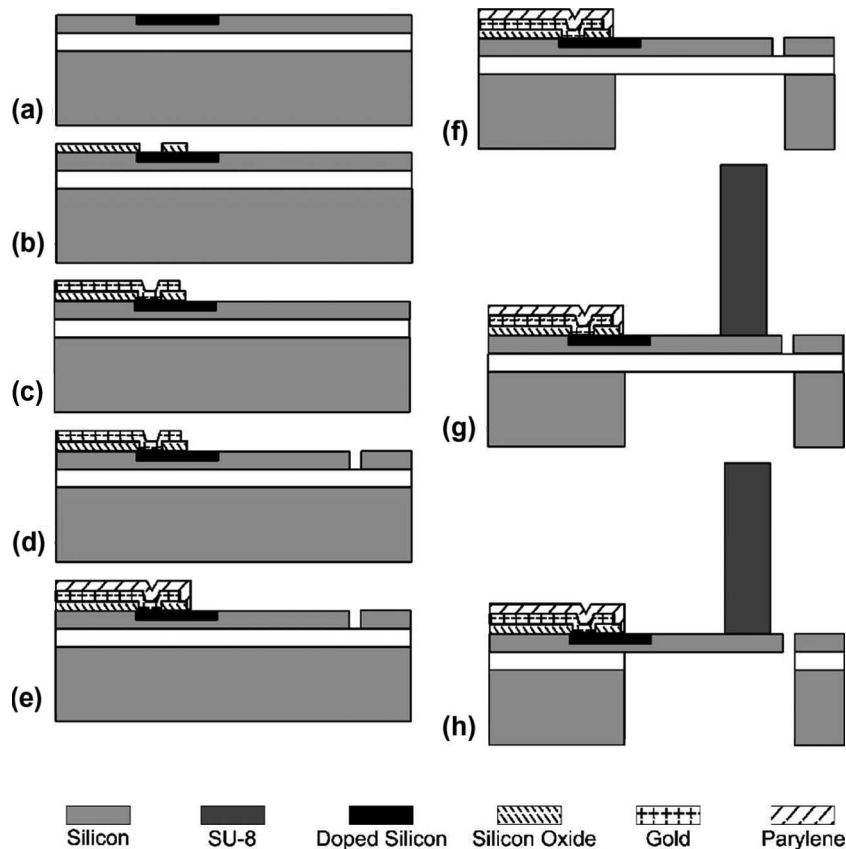 (a)
(b)
(c)
(d)
(e)
(f)
(g)
(h)
Silicon
SU-8
Doped Silicon
Silicon Oxide
Gold
Parylene